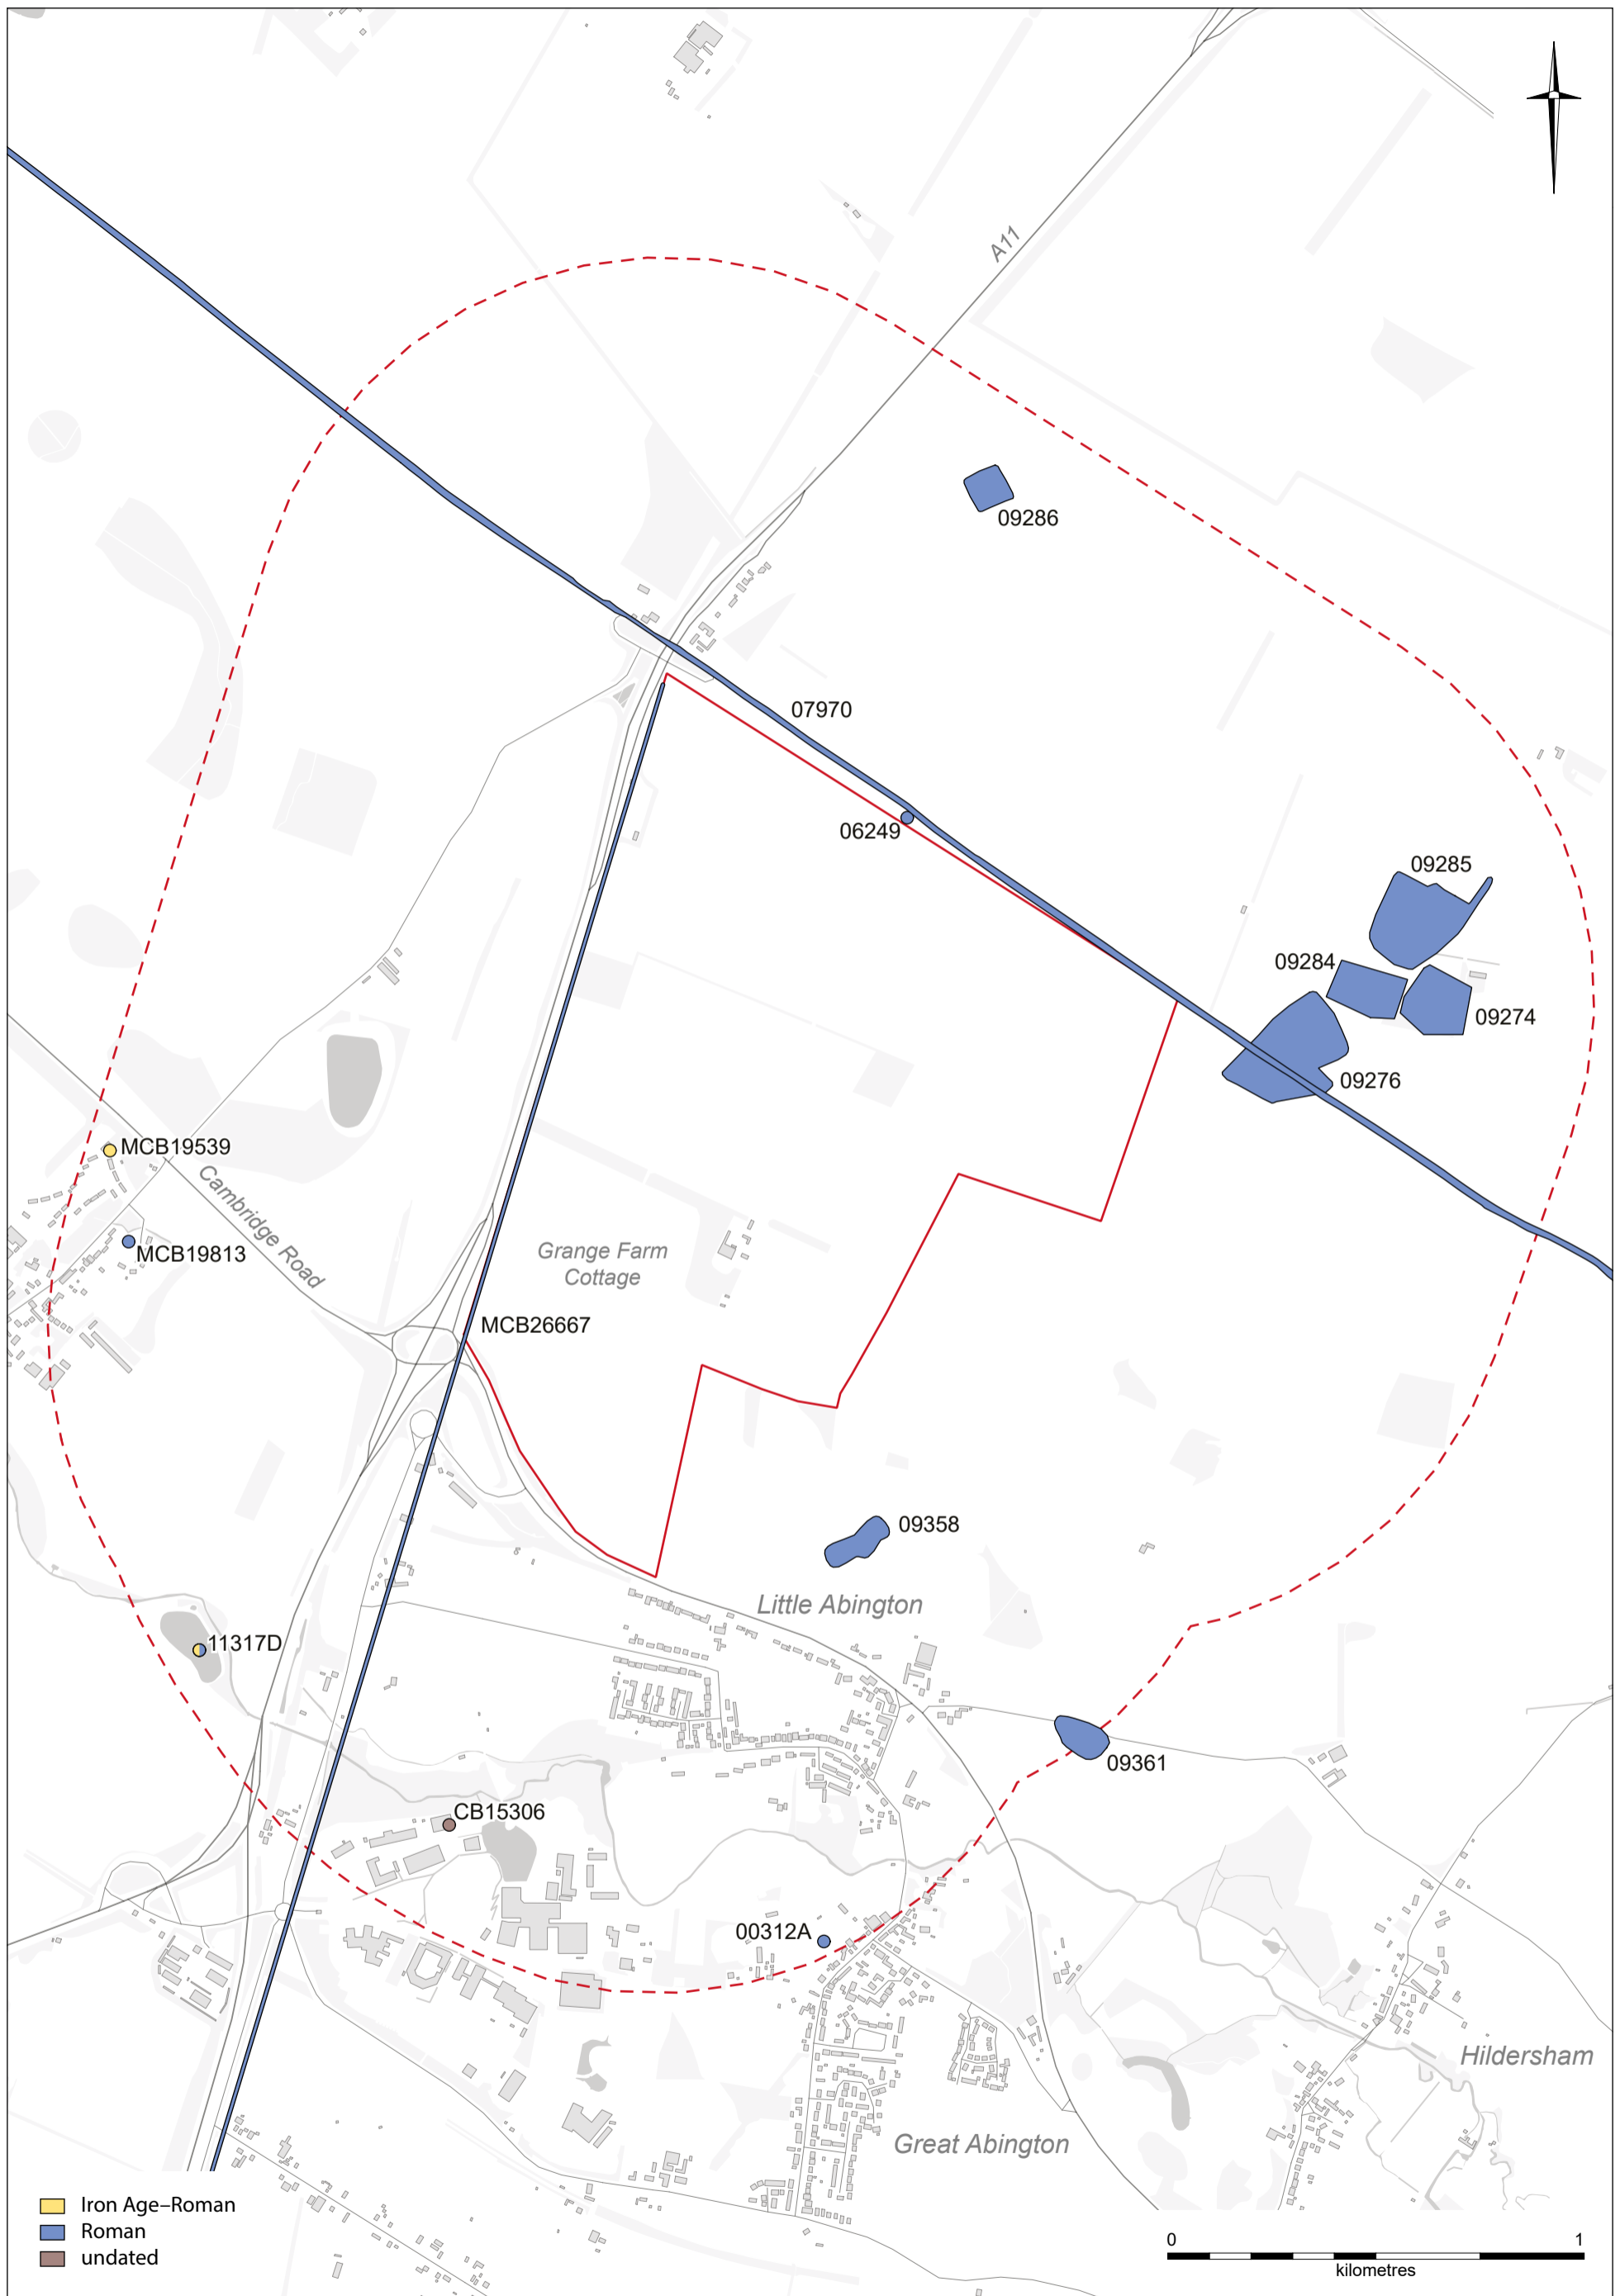 A11
09286
07970
06249
09285
09284
09274
09276
MCB19539
Cambridge Road
MCB19813
Grange Farm
Cottage
MCB26667
09358
Little Abington
11317D
09361
CB15306
00312A
Hildersham
Great Abington
Iron Age–Roman
Roman
undated
0 1
kilometres